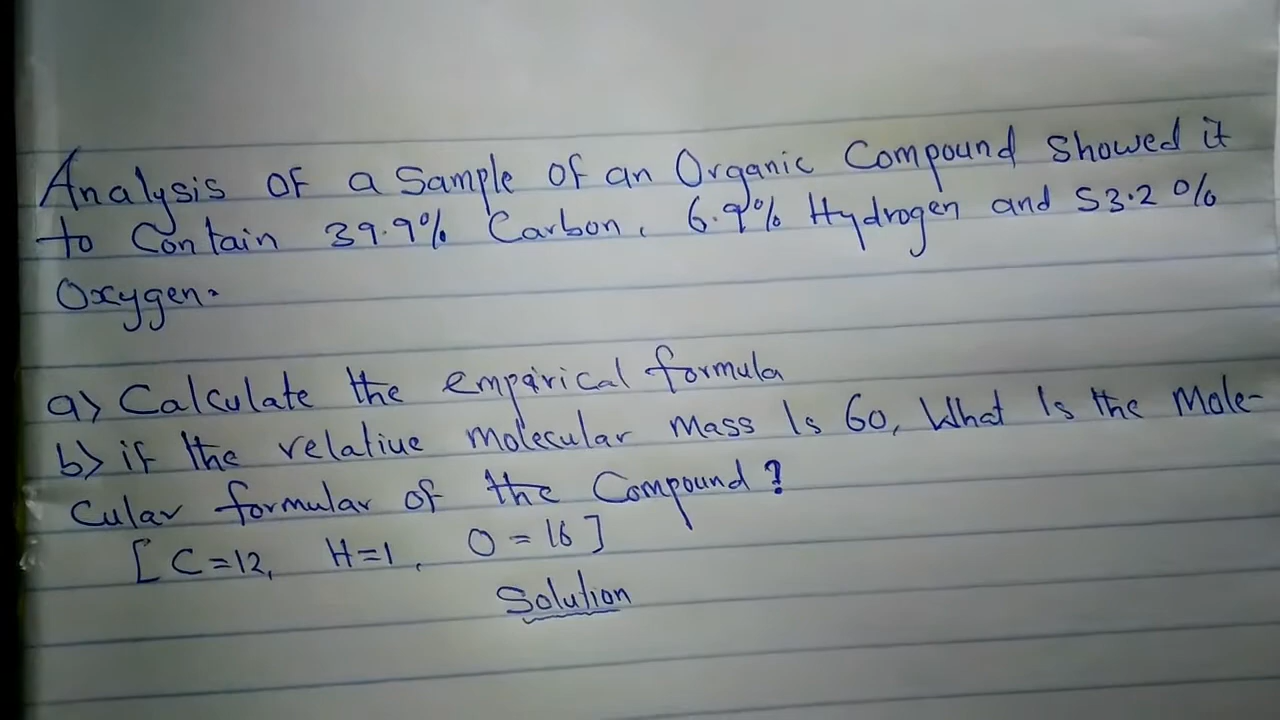 Analysis of a Sample of an Organic Compound Showed it
to Contain 39.9% Carbon, 6.9% Hydrogen and 53.2%
Oxygen.
a) Calculate the empirical formula
b) if the relative molecular mass Is 60, What Is the Mole-
Cular formular of the Compound?
[C=12, H=1, O=16]
Solution